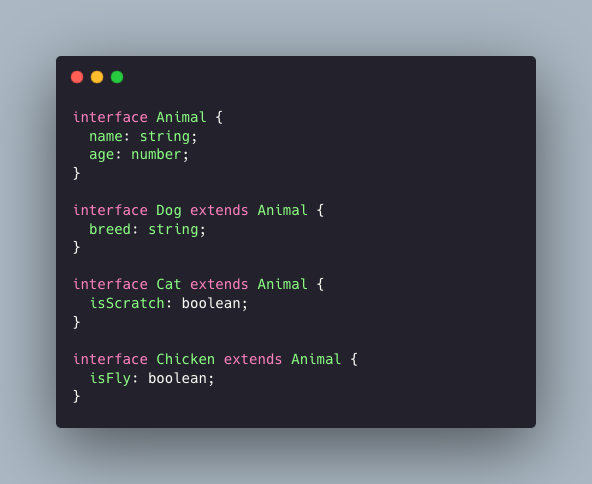 interface Animal {
  name: string;
  age: number;
}

interface Dog extends Animal {
  breed: string;
}

interface Cat extends Animal {
  isScratch: boolean;
}

interface Chicken extends Animal {
  isFly: boolean;
}